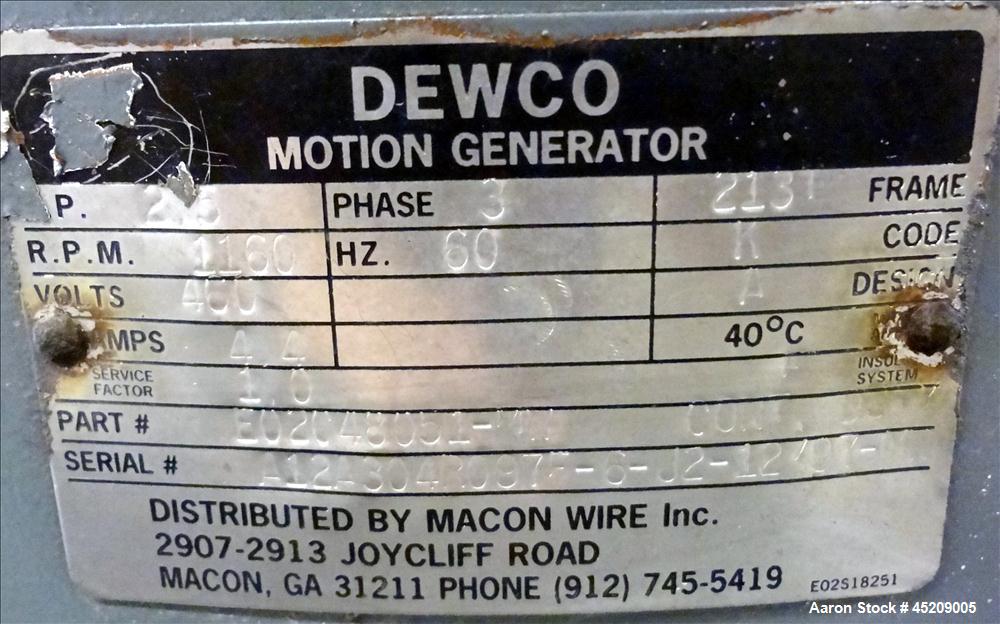 DEWCO
MOTION GENERATOR
P. PHASE 3 213T FRAME
R.P.M. 1160 HZ. 60 K CODE
VOLTS 460 A DESIGN
AMPS 4.4 40°C
SERVICE FACTOR 1.0 F INSUL SYSTEM
PART #
SERIAL #
DISTRIBUTED BY MACON WIRE Inc.
2907-2913 JOYCLIFF ROAD
MACON, GA 31211 PHONE (912) 745-5419 E02S18251
Aaron Stock # 45209005